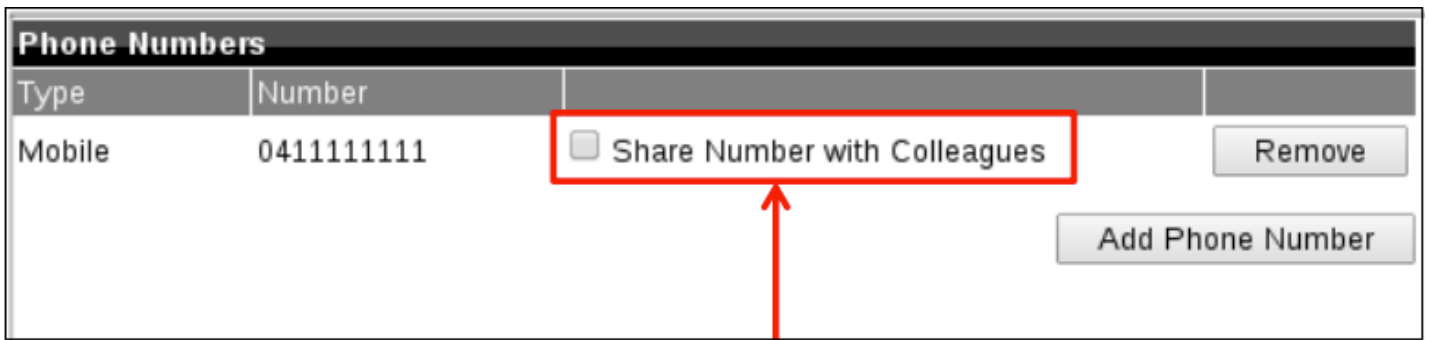 Phone Numbers
Type Number
Mobile 0411111111 Share Number with Colleagues Remove
Add Phone Number